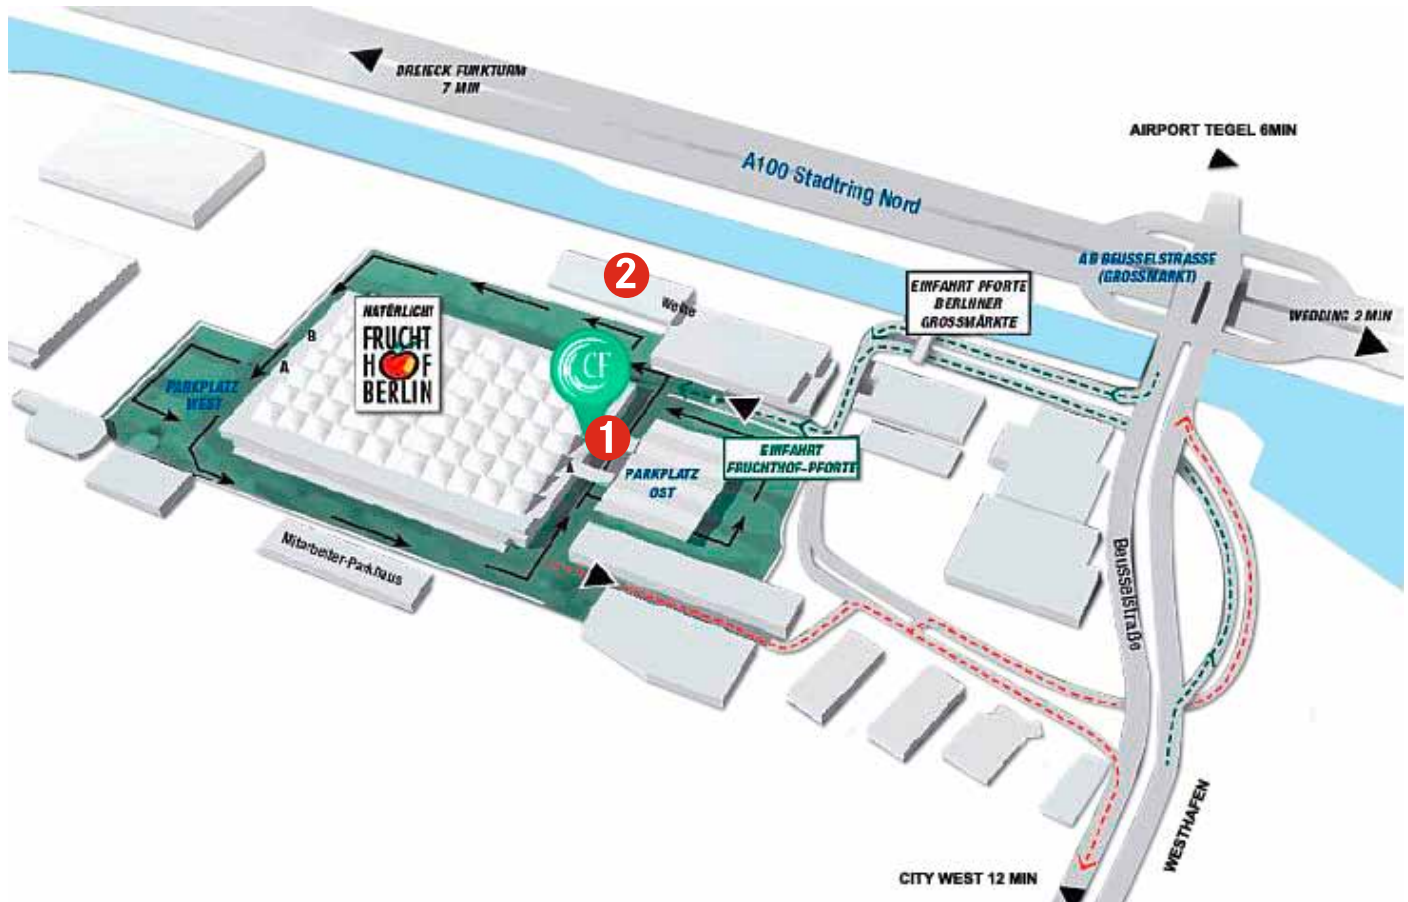 DREIECK FUNKTURM
7 MIN
AIRPORT TEGEL 6MIN
A100 Stadtring Nord
AB BEUSSELSTRASSE
(GROSSMARKT)
WEDDING 2 MIN
EINFAHRT PFORTE
BERLINER
GROSSMÄRKTE
2
NATÜRLICH!
FRUCHT
HOF
BERLIN
B
A
CF
PARKPLATZ
WEST
1
EINFAHRT
FRUCHTHOF-PFORTE
PARKPLATZ
OST
Mitarbeiter-Parkhaus
Beusselstraße
WESTHAFEN
CITY WEST 12 MIN